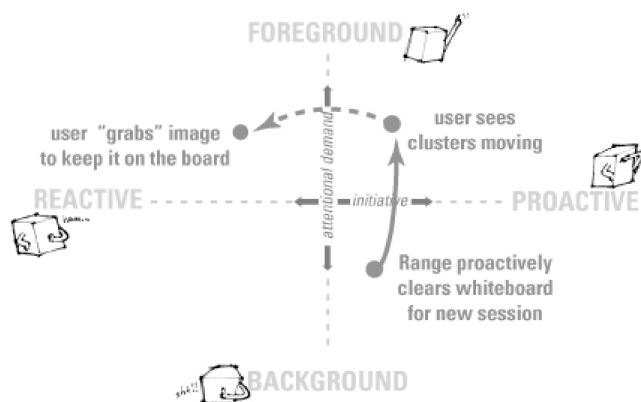 FOREGROUND
user "grabs" image
to keep it on the board
user sees
clusters moving
attentional demand
REACTIVE
initiative
PROACTIVE
Range proactively
clears whiteboard
for new session
shh!!
BACKGROUND